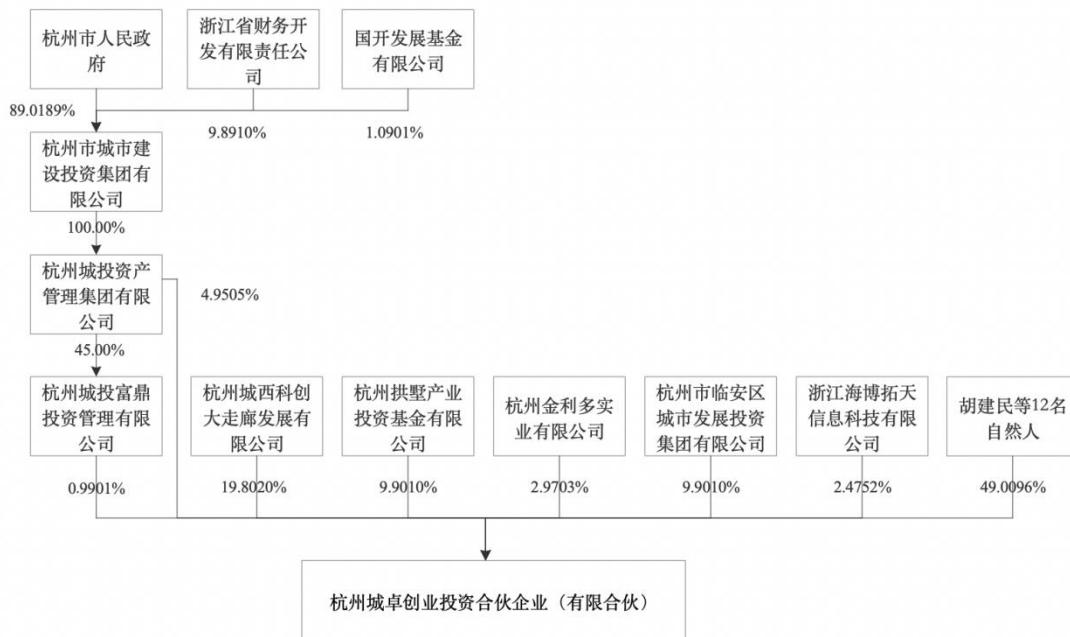 杭州市人民政
府
浙江省财务开
发有限责任公
司
国开发展基金
有限公司
89.0189%
9.8910%
1.0901%
杭州市城市建
设投资集团有
限公司
100.00%
杭州城投资产
管理集团有限
公司
4.9505%
45.00%
杭州城投富鼎
投资管理有限
公司
杭州城西科创
大走廊发展有
限公司
杭州拱墅产业
投资基金有限
公司
杭州金利多实
业有限公司
杭州市临安区
城市发展投资
集团有限公司
浙江海博拓天
信息科技有限
公司
胡建民等12名
自然人
0.9901%
19.8020%
9.9010%
2.9703%
9.9010%
2.4752%
49.0096%
杭州城卓创业投资合伙企业（有限合伙）